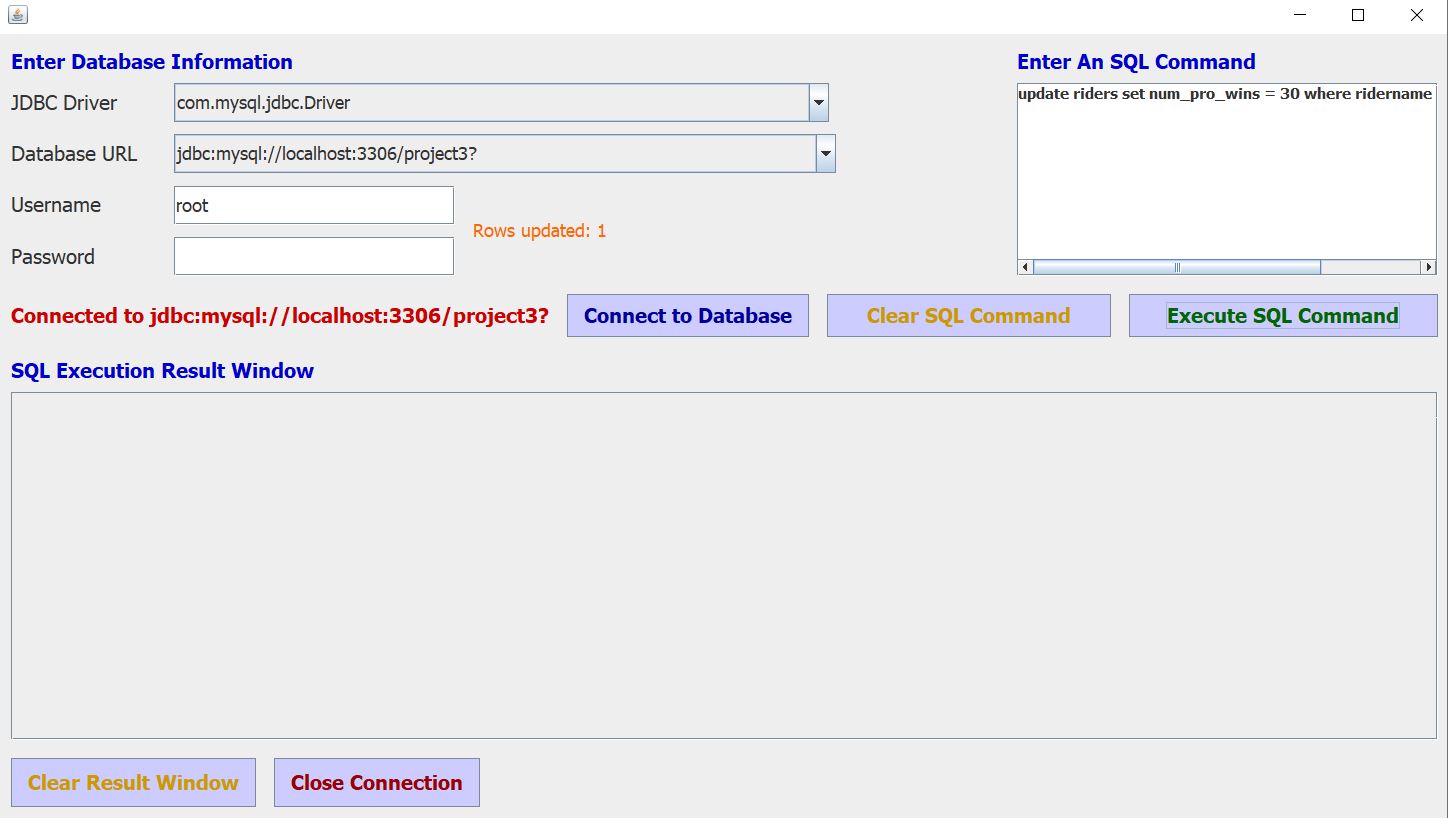 Enter Database Information
JDBC Driver
com.mysql.jdbc.Driver
Database URL
jdbc:mysql://localhost:3306/project3?
Username
root
Password
Rows updated: 1
Enter An SQL Command
update riders set num_pro_wins = 30 where ridername
Connected to jdbc:mysql://localhost:3306/project3?
Connect to Database
Clear SQL Command
Execute SQL Command
SQL Execution Result Window
Clear Result Window
Close Connection